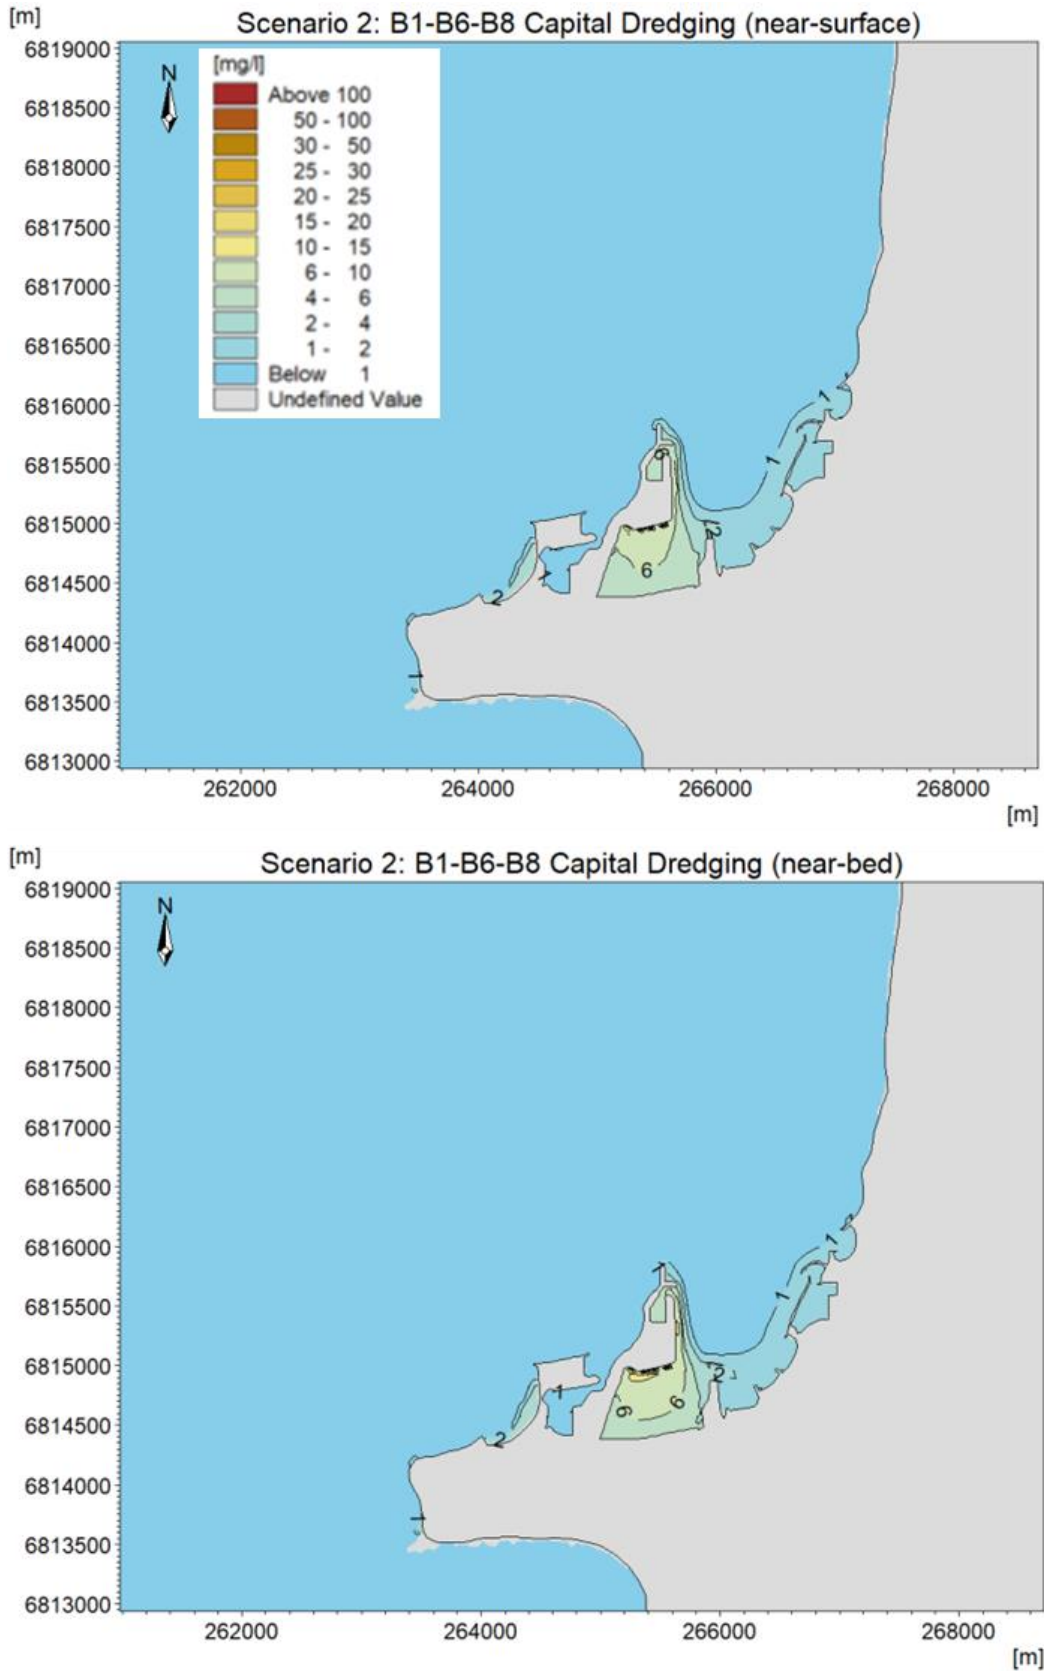 [m]
Scenario 2: B1-B6-B8 Capital Dredging (near-surface)
6819000
6818500
6818000
6817500
6817000
6816500
6816000
6815500
6815000
6814500
6814000
6813500
6813000
N
[mg/l]
Above 100
50 - 100
30 - 50
25 - 30
20 - 25
15 - 20
10 - 15
6 - 10
4 - 6
2 - 4
1 - 2
Below 1
Undefined Value
1
1
6
2
6
1
2
1
262000 264000 266000 268000
[m]
[m]
Scenario 2: B1-B6-B8 Capital Dredging (near-bed)
6819000
6818500
6818000
6817500
6817000
6816500
6816000
6815500
6815000
6814500
6814000
6813500
6813000
N
1
1
1
2
1
6
6
2
1
262000 264000 266000 268000
[m]